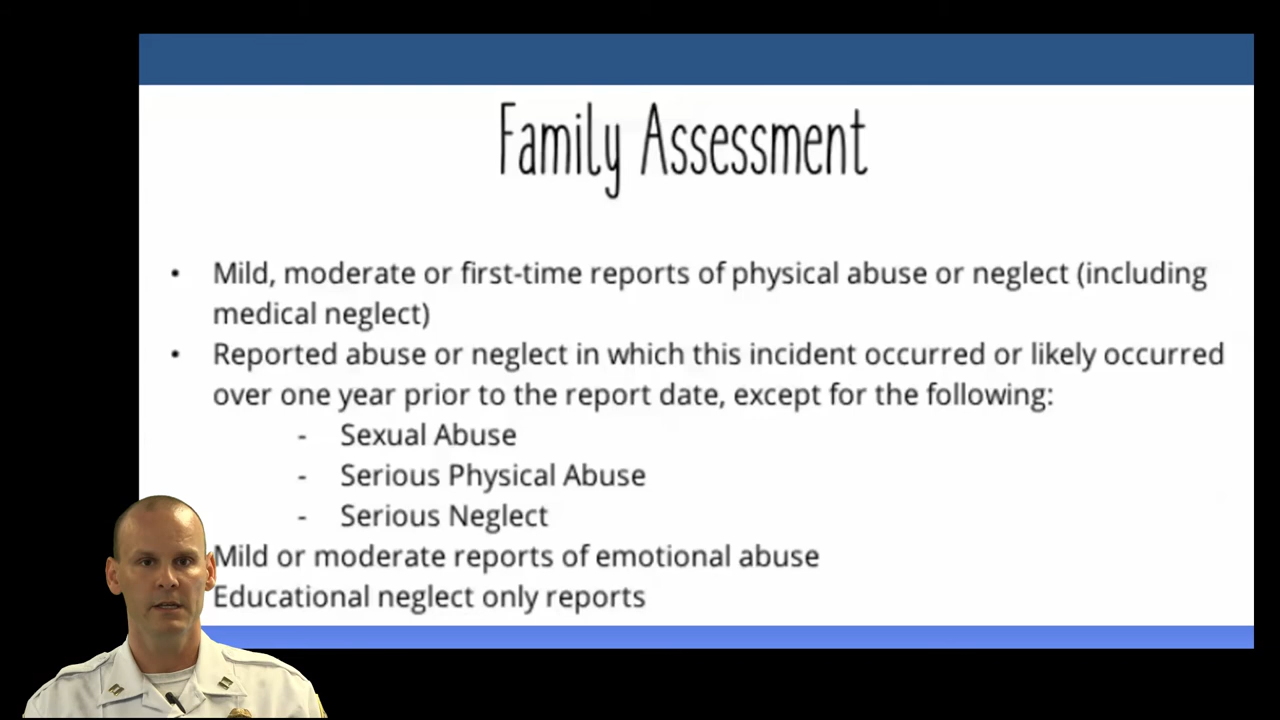 Family Assessment
• Mild, moderate or first-time reports of physical abuse or neglect (including
medical neglect)
• Reported abuse or neglect in which this incident occurred or likely occurred
over one year prior to the report date, except for the following:
- Sexual Abuse
- Serious Physical Abuse
- Serious Neglect
Mild or moderate reports of emotional abuse
Educational neglect only reports